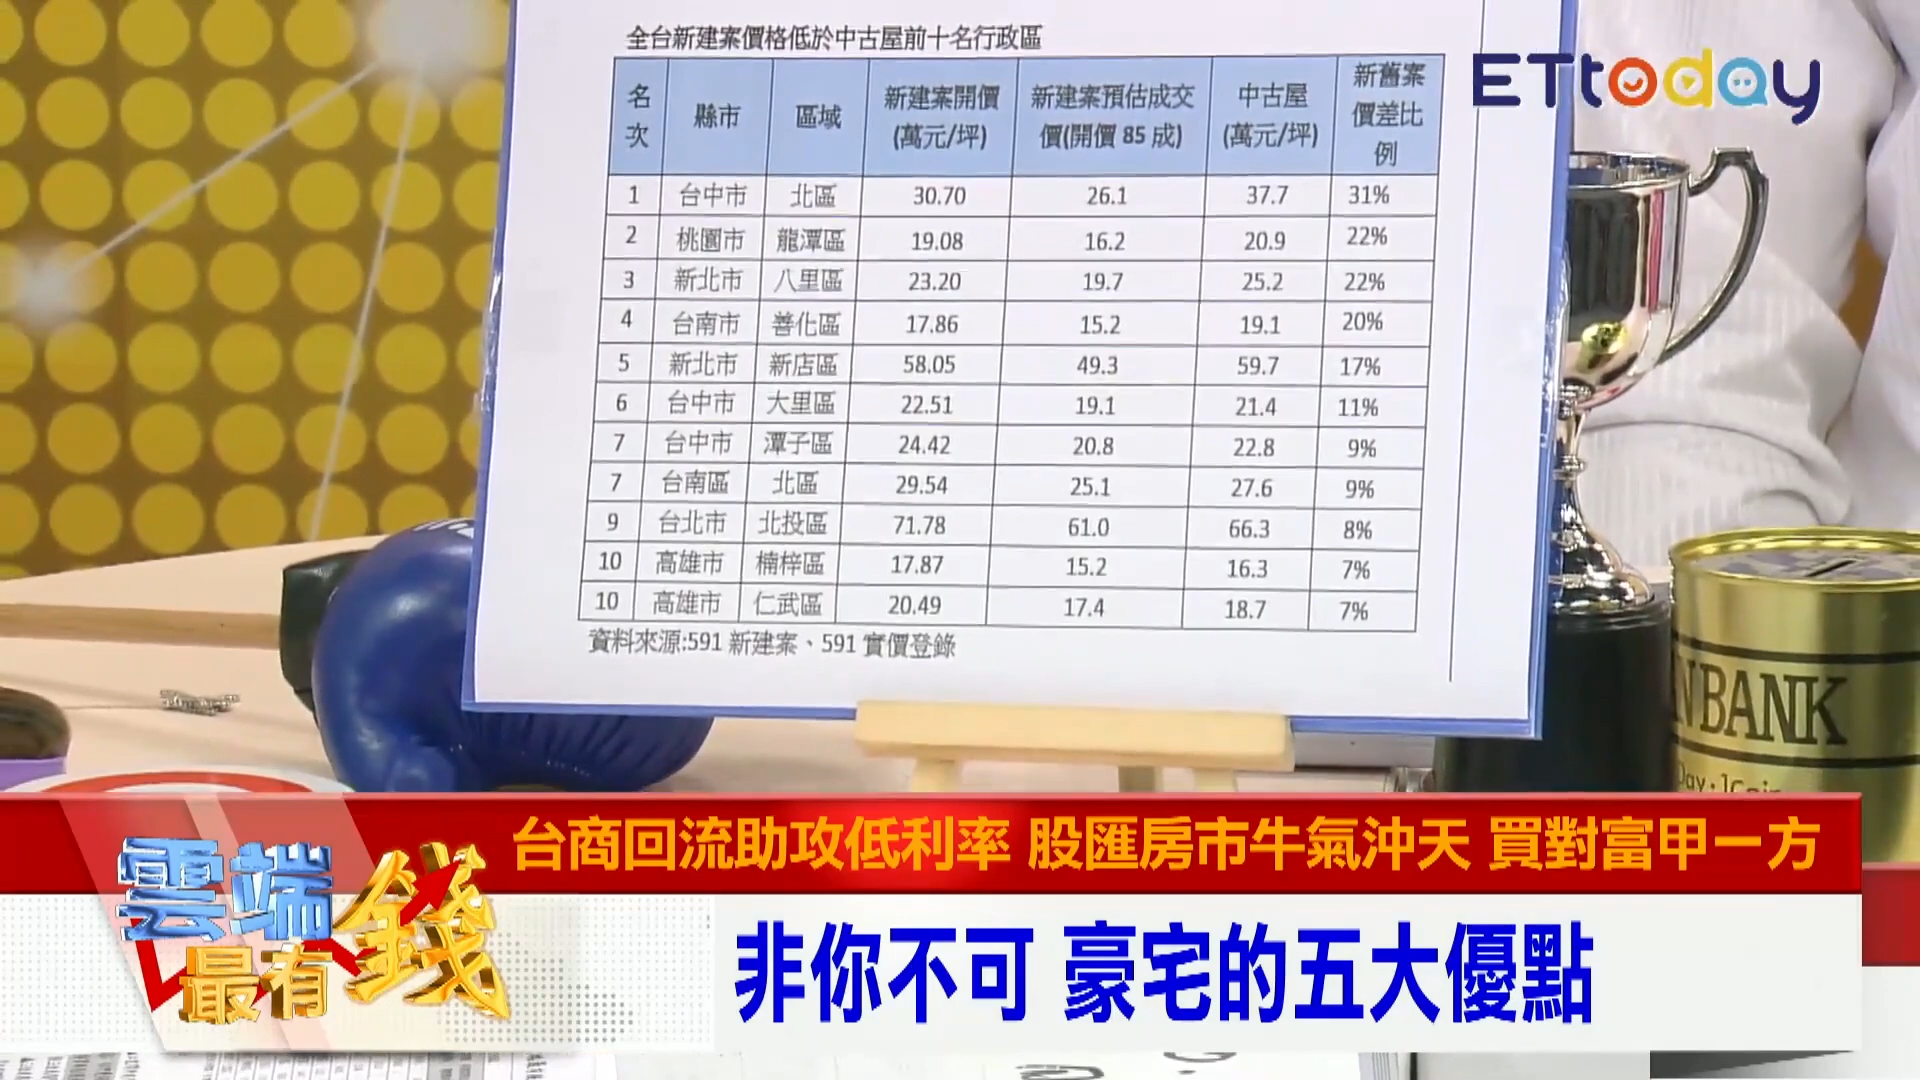 全台新建案價格低於中古屋前十名行政區
ETtoday
名次 縣市 區域 新建案開價(萬元/坪) 新建案預估成交價(開價 85 成) 中古屋(萬元/坪) 新舊案價差比例
1 台中市 北區 30.70 26.1 37.7 31%
2 桃園市 龍潭區 19.08 16.2 20.9 22%
3 新北市 八里區 23.20 19.7 25.2 22%
4 台南市 善化區 17.86 15.2 19.1 20%
5 新北市 新店區 58.05 49.3 59.7 17%
6 台中市 大里區 22.51 19.1 21.4 11%
7 台中市 潭子區 24.42 20.8 22.8 9%
7 台南區 北區 29.54 25.1 27.6 9%
9 台北市 北投區 71.78 61.0 66.3 8%
10 高雄市 楠梓區 17.87 15.2 16.3 7%
10 高雄市 仁武區 20.49 17.4 18.7 7%
資料來源:591 新建案、591 實價登錄
N BANK
Day・1Coin
台商回流助攻低利率 股匯房市牛氣沖天 買對富甲一方
雲端最有錢
非你不可 豪宅的五大優點